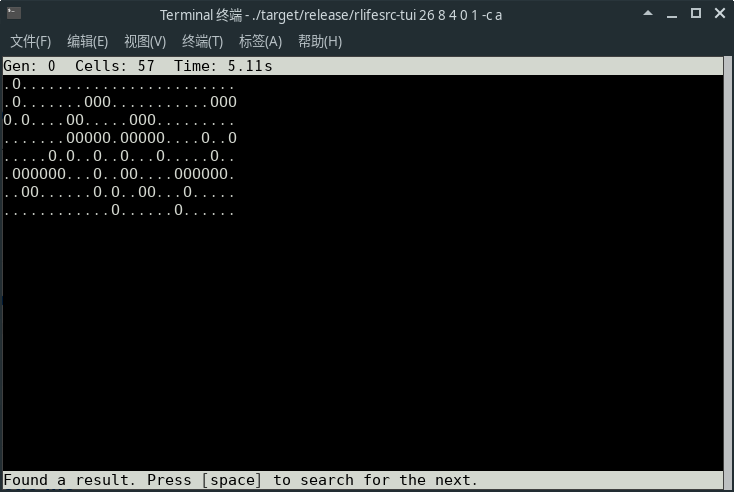 Terminal 终端 - ./target/release/rlifesrc-tui 26 8 4 0 1 -c a
文件(F) 编辑(E) 视图(V) 终端(T) 标签(A) 帮助(H)
Gen: 0  Cells: 57  Time: 5.11s
.O........................
.O.......OOO...........OOO
O.O....OO.....OOO.........
.......OOOOO.OOOOO....O..O
.....O.O..O..O...O.....O..
.OOOOOO...O..OO....OOOOOO.
..OO......O.O..OO...O.....
............O......O......
Found a result. Press [space] to search for the next.